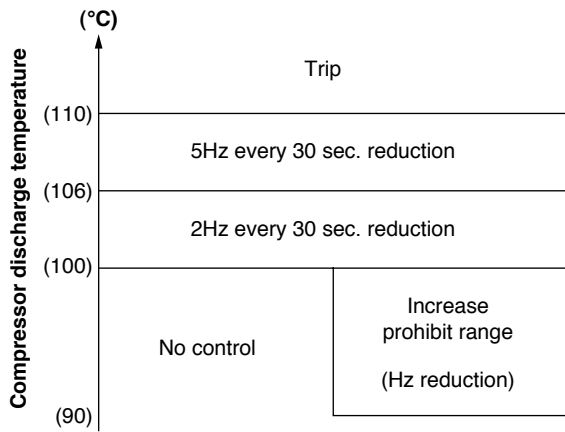 (°C)
Compressor discharge temperature
Trip
(110)
5Hz every 30 sec. reduction
(106)
2Hz every 30 sec. reduction
(100)
No control
Increase
prohibit range
(Hz reduction)
(90)